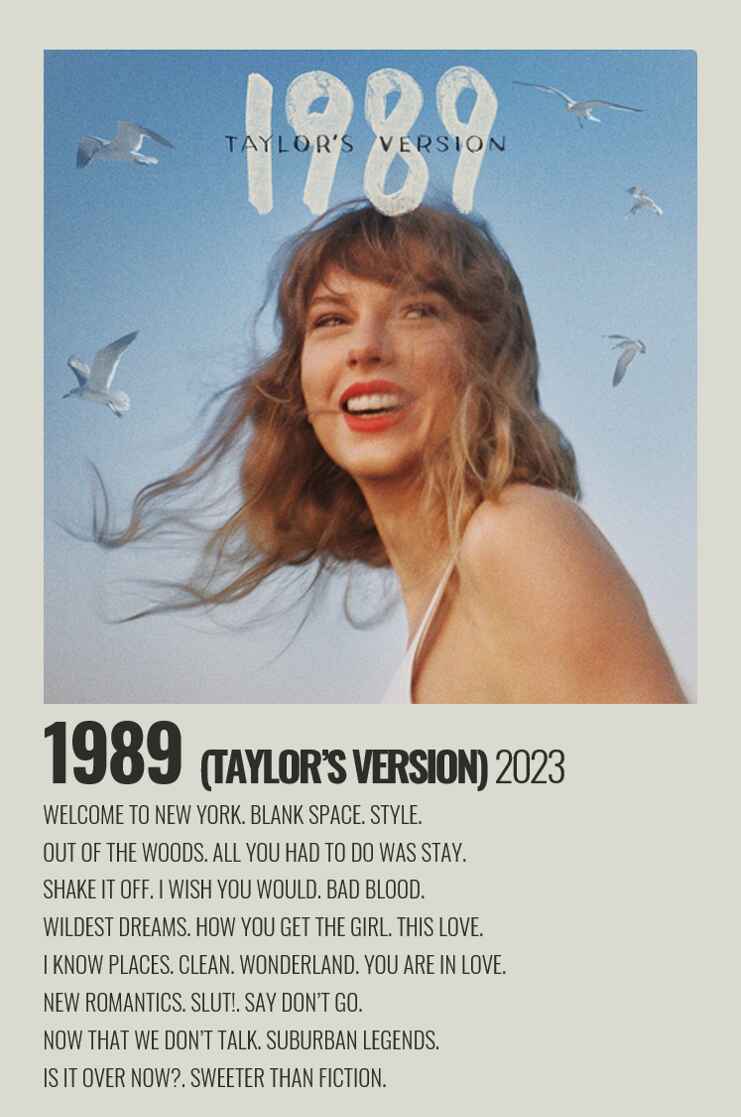 1989
TAYLOR'S VERSION
1989 (TAYLOR'S VERSION) 2023
WELCOME TO NEW YORK. BLANK SPACE. STYLE.
OUT OF THE WOODS. ALL YOU HAD TO DO WAS STAY.
SHAKE IT OFF. I WISH YOU WOULD. BAD BLOOD.
WILDEST DREAMS. HOW YOU GET THE GIRL. THIS LOVE.
I KNOW PLACES. CLEAN. WONDERLAND. YOU ARE IN LOVE.
NEW ROMANTICS. SLUT!. SAY DON'T GO.
NOW THAT WE DON'T TALK. SUBURBAN LEGENDS.
IS IT OVER NOW?. SWEETER THAN FICTION.